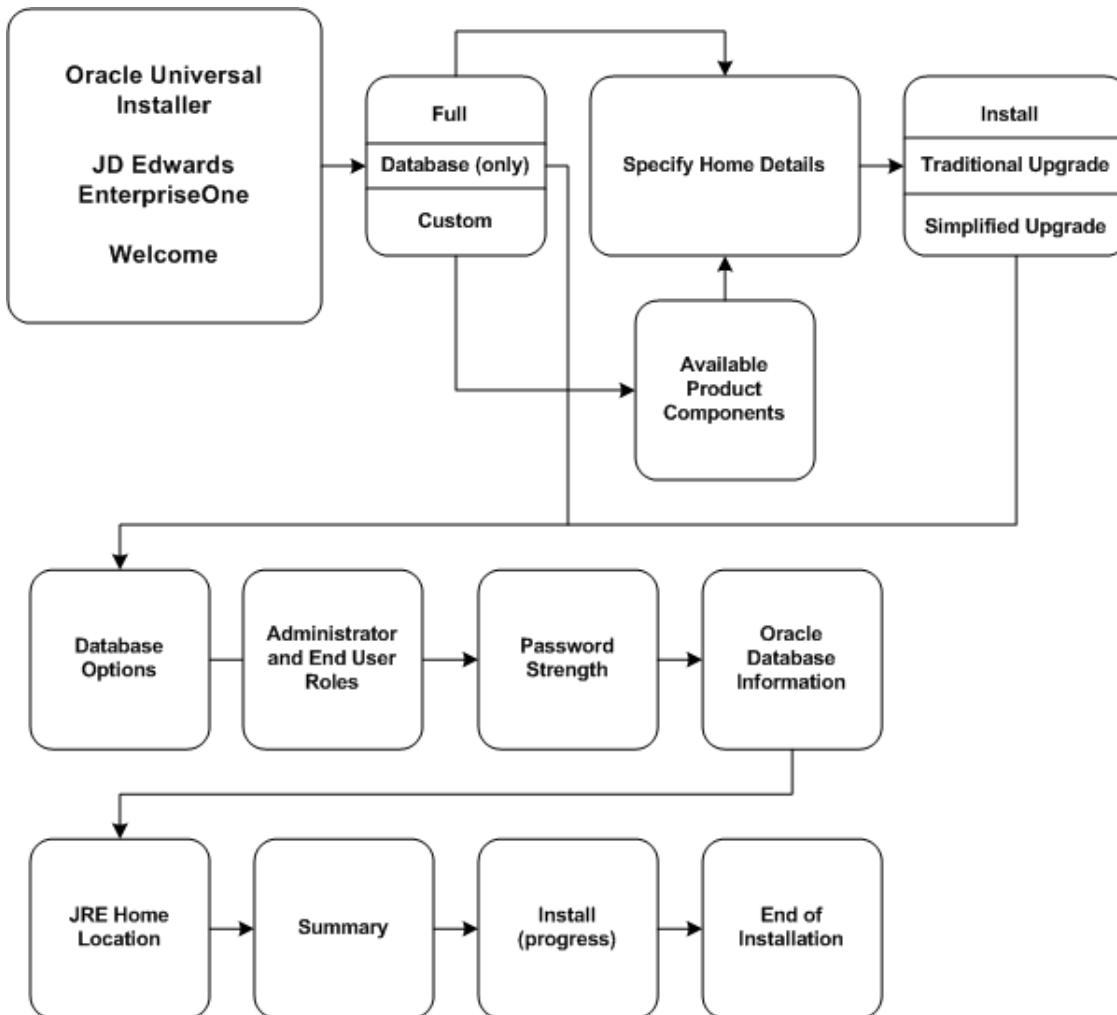 Oracle Universal
Installer
JD Edwards
EnterpriseOne
Welcome
Full
Database (only)
Custom
Specify Home Details
Install
Traditional Upgrade
Simplified Upgrade
Available
Product
Components
Database
Options
Administrator
and End User
Roles
Password
Strength
Oracle
Database
Information
JRE Home
Location
Summary
Install
(progress)
End of
Installation